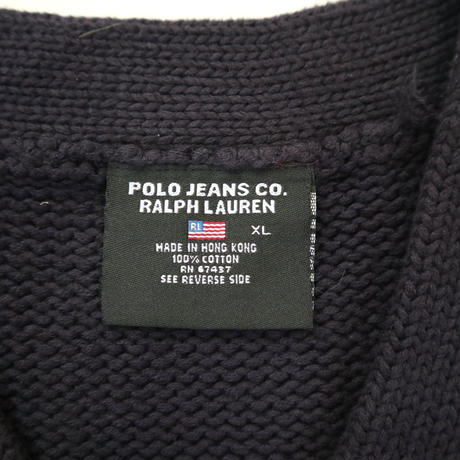 POLO JEANS CO.
RALPH LAUREN
RL XL
MADE IN HONG KONG
100% COTTON
RN 67437
SEE REVERSE SIDE